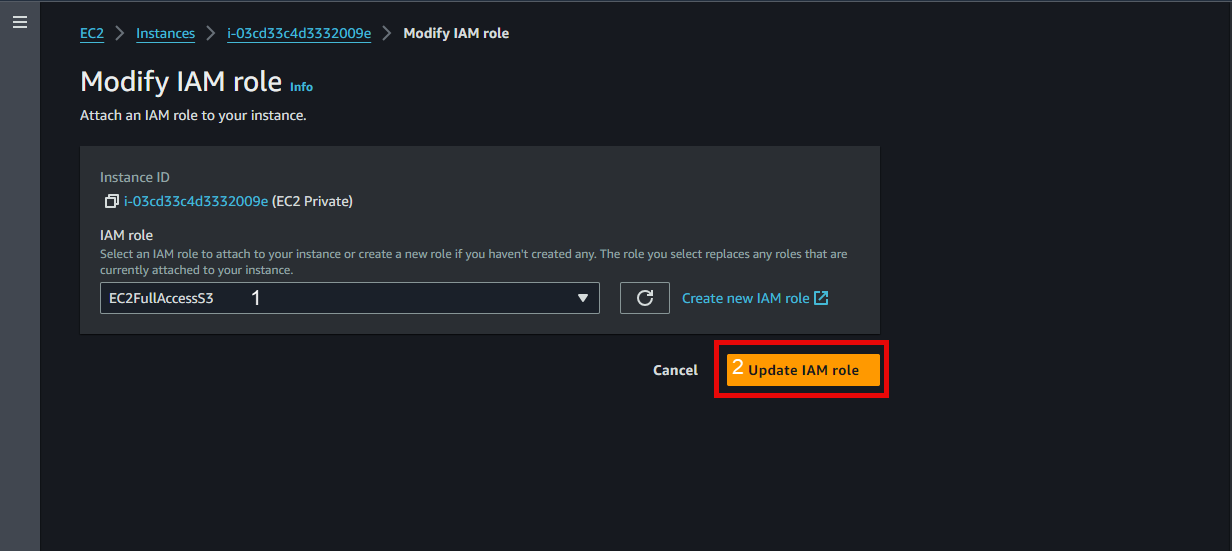 EC2 > Instances > i-03cd33c4d3332009e > Modify IAM role
Modify IAM role Info
Attach an IAM role to your instance.
Instance ID
i-03cd33c4d3332009e (EC2 Private)
IAM role
Select an IAM role to attach to your instance or create a new role if you haven't created any. The role you select replaces any roles that are
currently attached to your instance.
EC2FullAccessS3 1 Create new IAM role
Cancel 2 Update IAM role